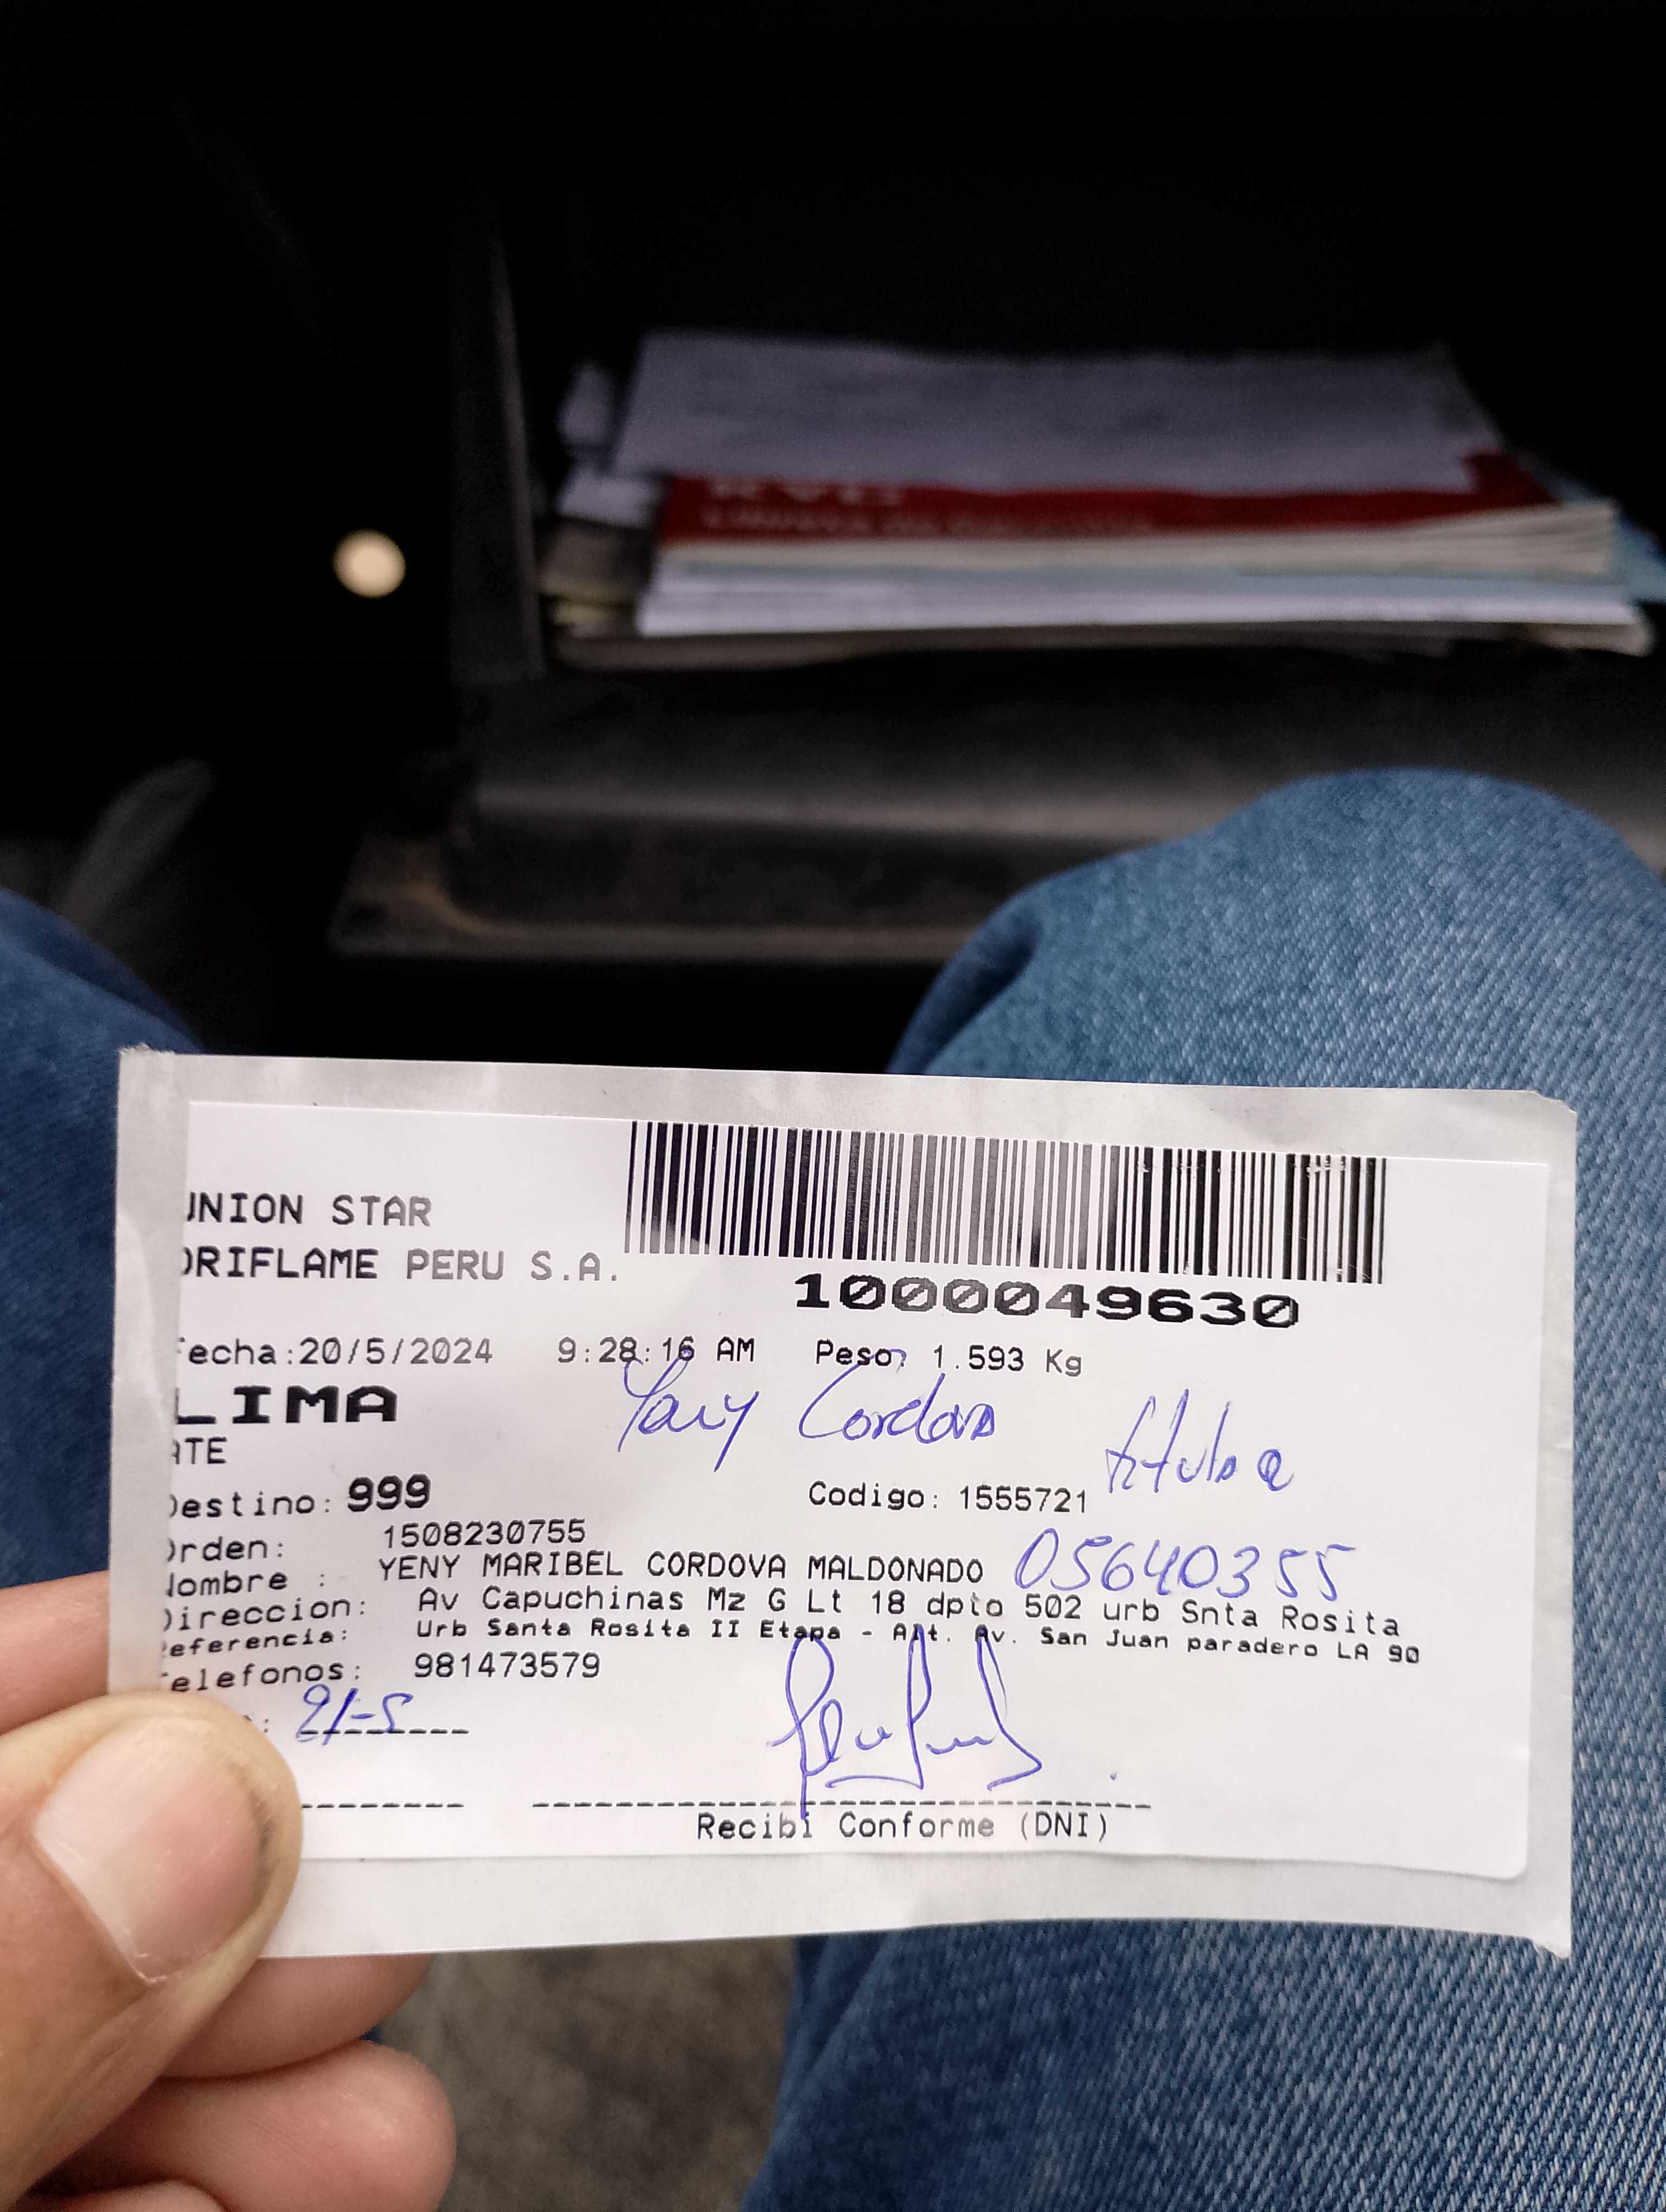 UNION STAR
ORIFLAME PERU S.A.
1000049630
Fecha:20/5/2024 9:28:16 AM Peso: 1.593 Kg
LIMA
Cordova titular
ATE
Destino: 999 Codigo: 1555721
Orden: 1508230755
Nombre : YENY MARIBEL CORDOVA MALDONADO 05640355
Direccion: Av Capuchinas Mz G Lt 18 dpto 502 urb Snta Rosita
Referencia: Urb Santa Rosita II Etapa - Alt. Av. San Juan paradero LA 90
Telefonos: 981473579
: 21-5
Recibi Conforme (DNI)